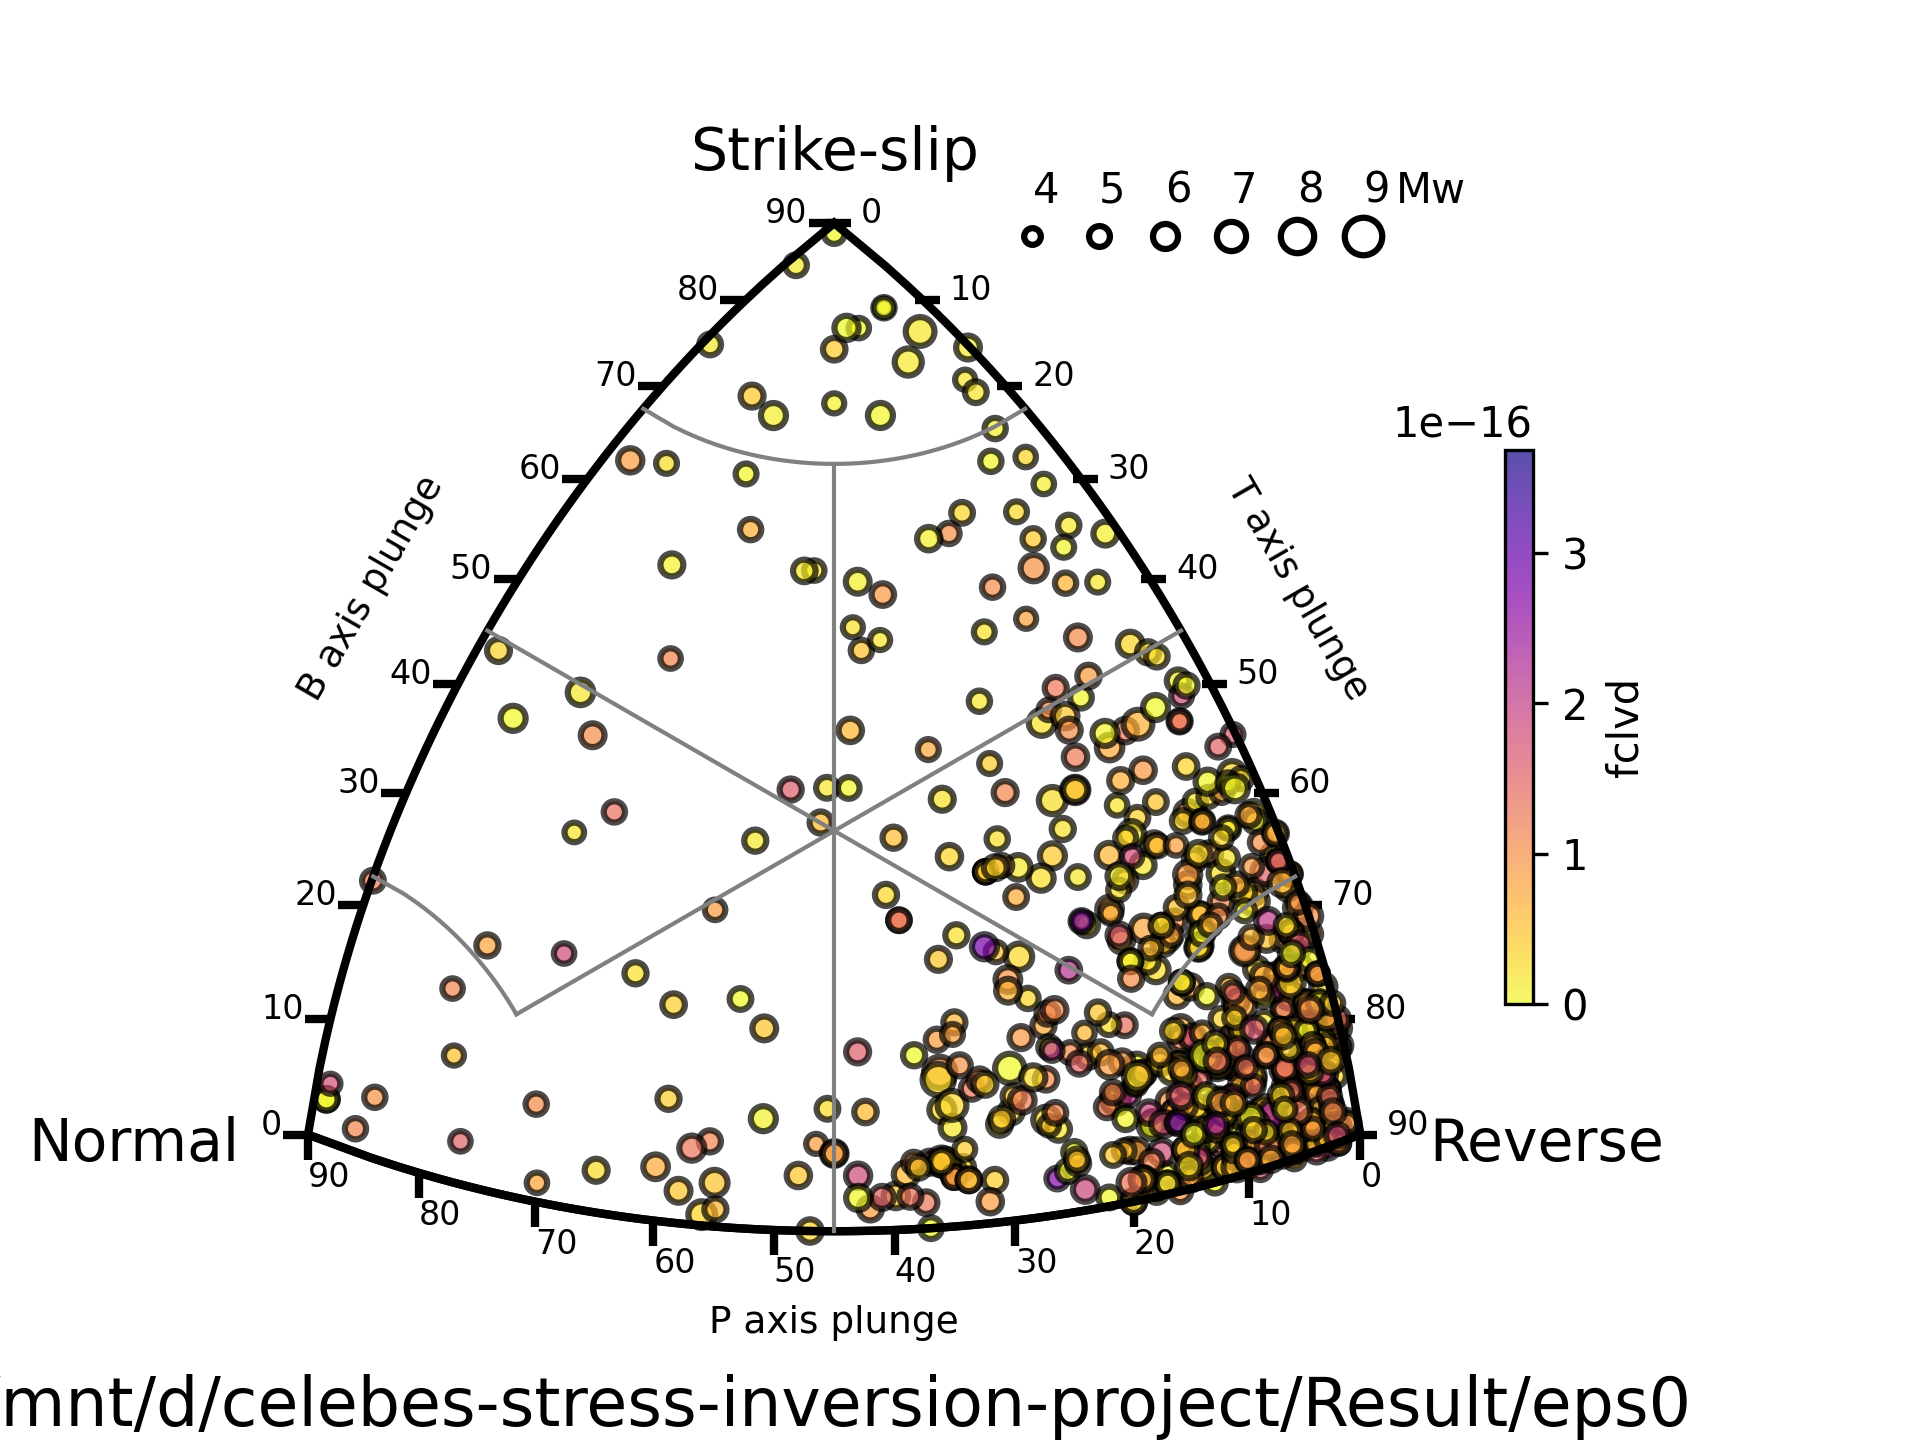 Strike-slip
4 5 6 7 8 9 Mw
90 0
80 10
70 20
1e−16
60 30
B axis plunge
T axis plunge
50 40
3
40 50
2
fclvd
30 60
1
20 70
0
10 80
Normal 0
90 Reverse
90 80 70 60 50 40 30 20 10 0
P axis plunge
mnt/d/celebes-stress-inversion-project/Result/eps0